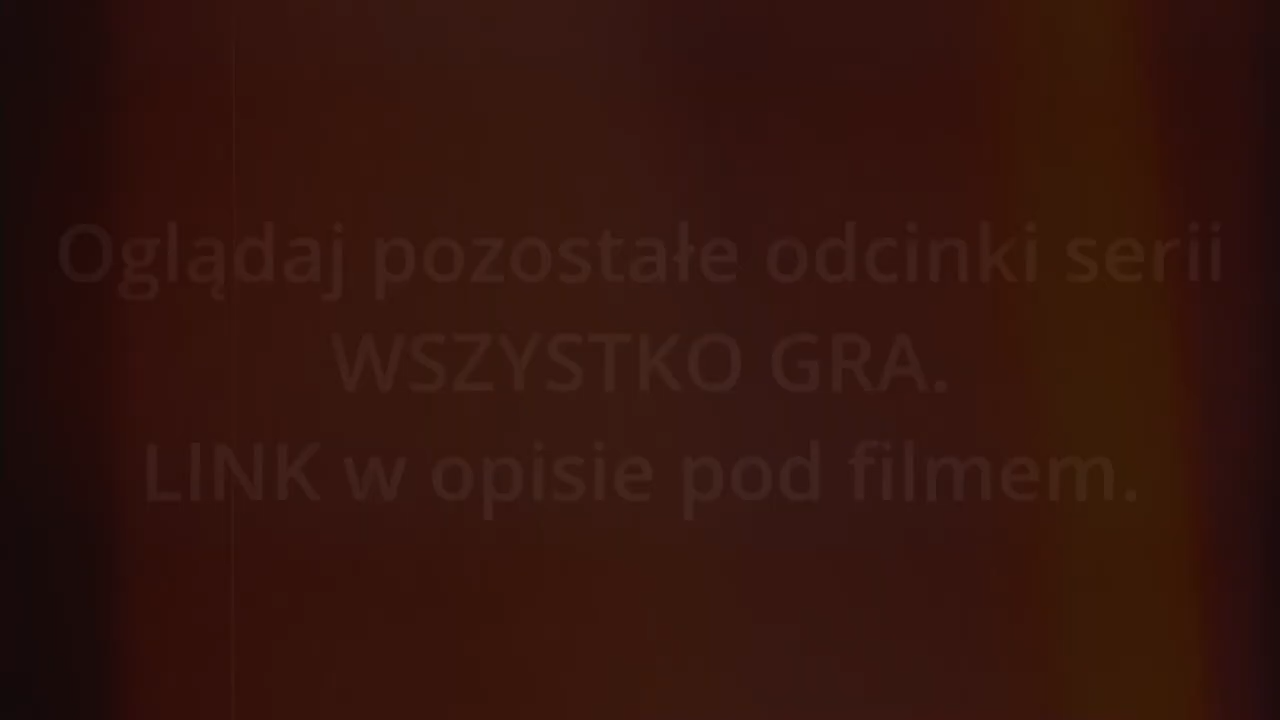 Oglądaj pozostałe odcinki serii
WSZYSTKO GRA.
LINK w opisie pod filmem.